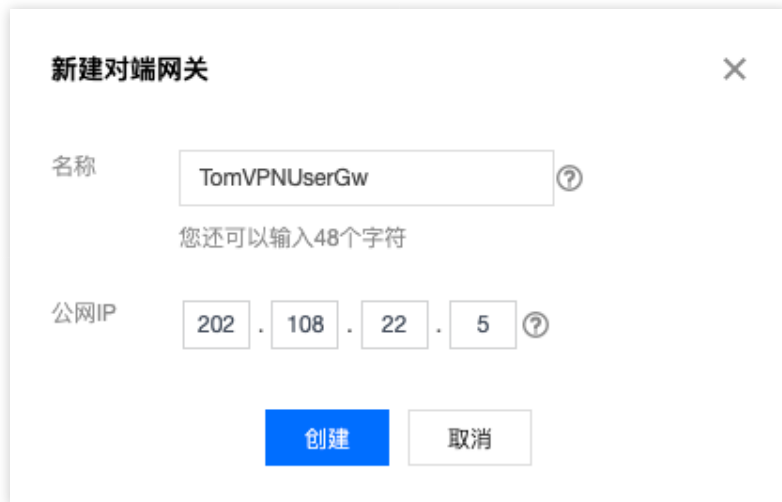 新建对端网关
名称 TomVPNUserGw
您还可以输入48个字符
公网IP 202 . 108 . 22 . 5
创建 取消